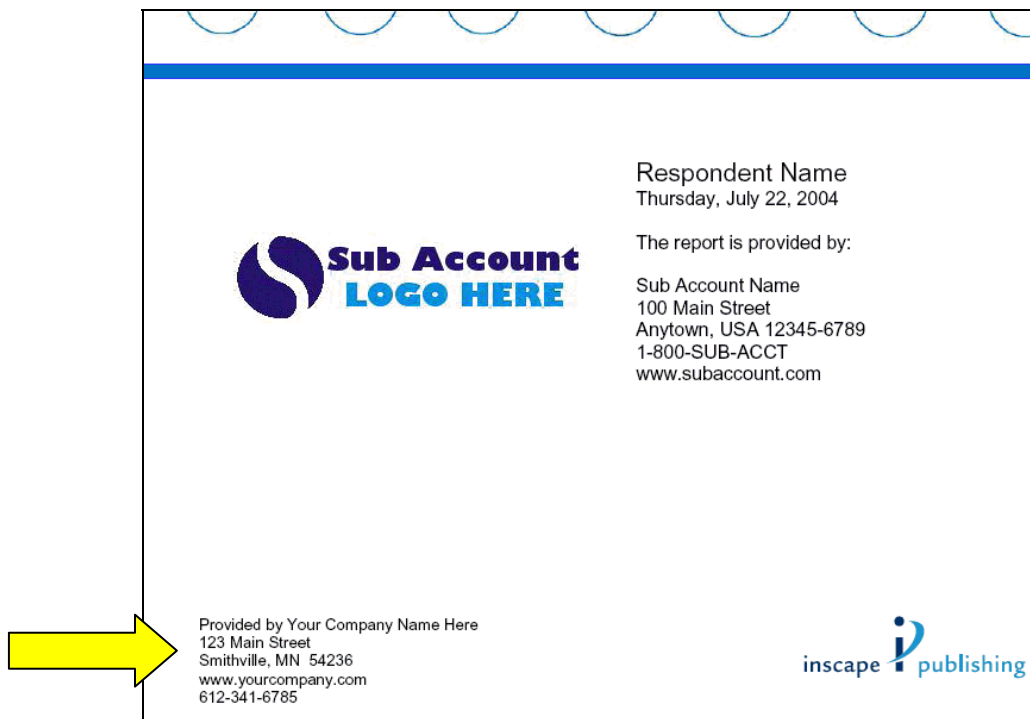 Respondent Name
Thursday, July 22, 2004
The report is provided by:
Sub Account
LOGO HERE
Sub Account Name
100 Main Street
Anytown, USA 12345-6789
1-800-SUB-ACCT
www.subaccount.com
Provided by Your Company Name Here
123 Main Street
Smithville, MN  54236
www.yourcompany.com
612-341-6785
inscape publishing